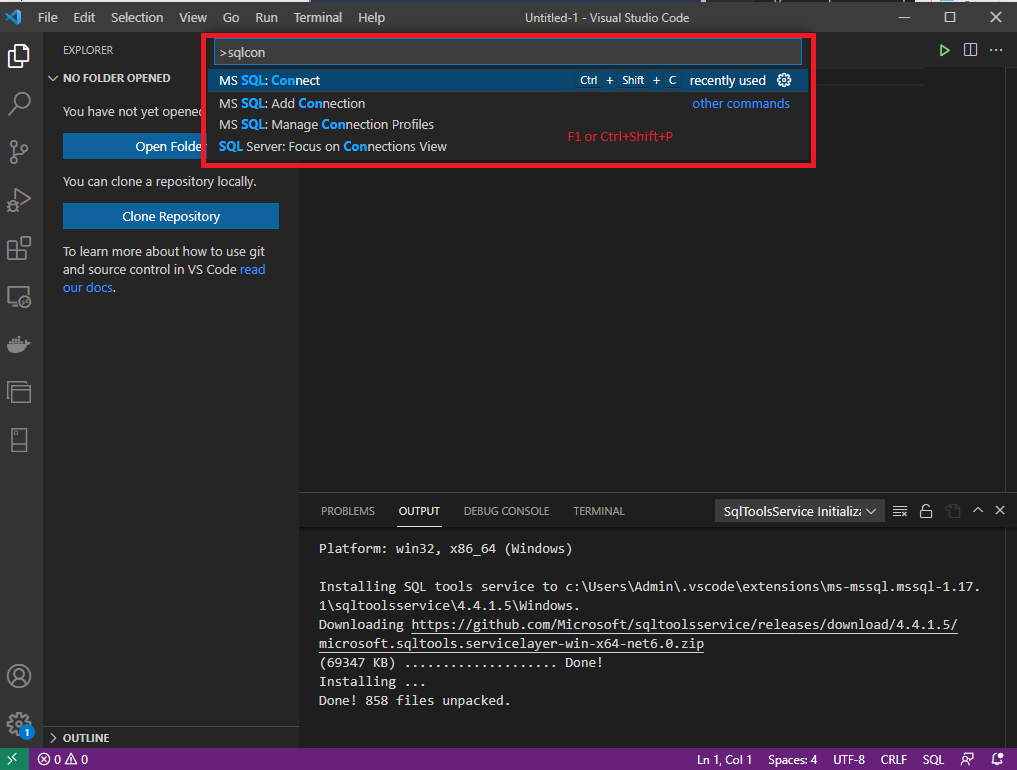 File Edit Selection View Go Run Terminal Help
Untitled-1 - Visual Studio Code
EXPLORER
NO FOLDER OPENED
You have not yet opened
Open Folde
You can clone a repository locally.
Clone Repository
To learn more about how to use git
and source control in VS Code read
our docs.
>sqlcon
MS SQL: Connect Ctrl + Shift + C recently used
MS SQL: Add Connection other commands
MS SQL: Manage Connection Profiles
F1 or Ctrl+Shift+P
SQL Server: Focus on Connections View
PROBLEMS OUTPUT DEBUG CONSOLE TERMINAL
SqlToolsService Initializa
Platform: win32, x86_64 (Windows)
Installing SQL tools service to c:\Users\Admin\.vscode\extensions\ms-mssql.mssql-1.17.
1\sqltoolsservice\4.4.1.5\Windows.
Downloading https://github.com/Microsoft/sqltoolsservice/releases/download/4.4.1.5/
microsoft.sqltools.servicelayer-win-x64-net6.0.zip
(69347 KB) .................... Done!
Installing ...
Done! 858 files unpacked.
1
OUTLINE
0 0
Ln 1, Col 1 Spaces: 4 UTF-8 CRLF SQL